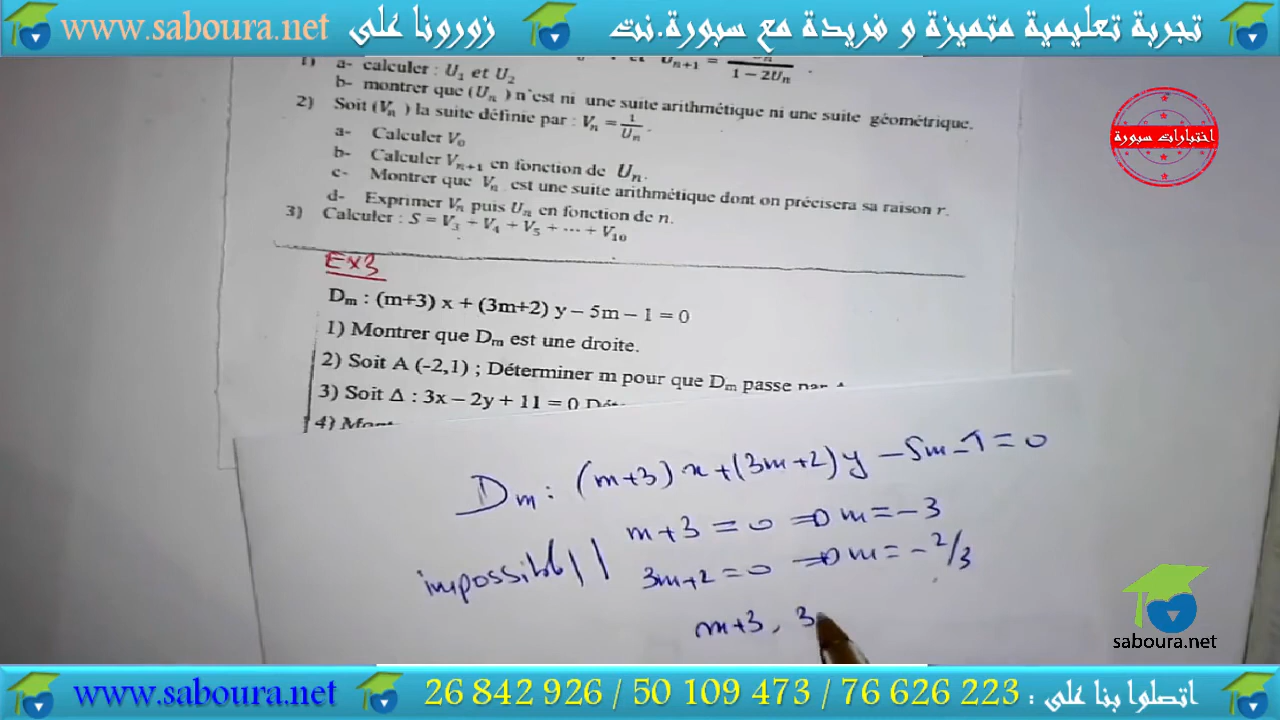 www.saboura.net زورونا على تجربة تعليمية متميزة و فريدة مع سبورة.نت
1) a- calculer : U₁ et U₂
b- montrer que (Uₙ) n'est ni une suite arithmétique ni une suite géométrique.
2) Soit (Vₙ) la suite définie par : Vₙ = 1/Uₙ .
a- Calculer V₀
b- Calculer Vₙ₊₁ en fonction de Uₙ.
c- Montrer que Vₙ est une suite arithmétique dont on précisera sa raison r.
d- Exprimer Vₙ puis Uₙ en fonction de n.
3) Calculer : S = V₃ + V₄ + V₅ + ⋯ + V₁₀
اختبارات سبورة
Ex3
Dₘ : (m+3) x + (3m+2) y – 5m – 1 = 0
1) Montrer que Dₘ est une droite.
2) Soit A (-2,1) ; Déterminer m pour que Dₘ passe par
3) Soit Δ : 3x – 2y + 11 = 0
4)
Dm : (m+3)x+(3m+2)y -5m-1=0
m+3 = 0 ⇒ m = -3
impossible
3m+2 = 0 ⇒ m = -2/3
m+3, 3
saboura.net
www.saboura.net 26 842 926 / 50 109 473 / 76 626 223 : اتصلوا بنا على